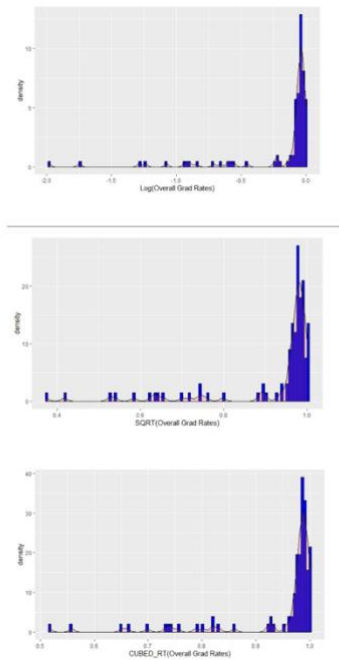 density
10-
5-
0-
-2.0 -1.5 -1.0 -0.5 0.0
Log(Overall Grad Rates)
density
20-
10-
0-
0.4 0.6 0.8 1.0
SQRT(Overall Grad Rates)
density
40-
30-
20-
10-
0-
0.5 0.6 0.7 0.8 0.9 1.0
CUBED_RT(Overall Grad Rates)